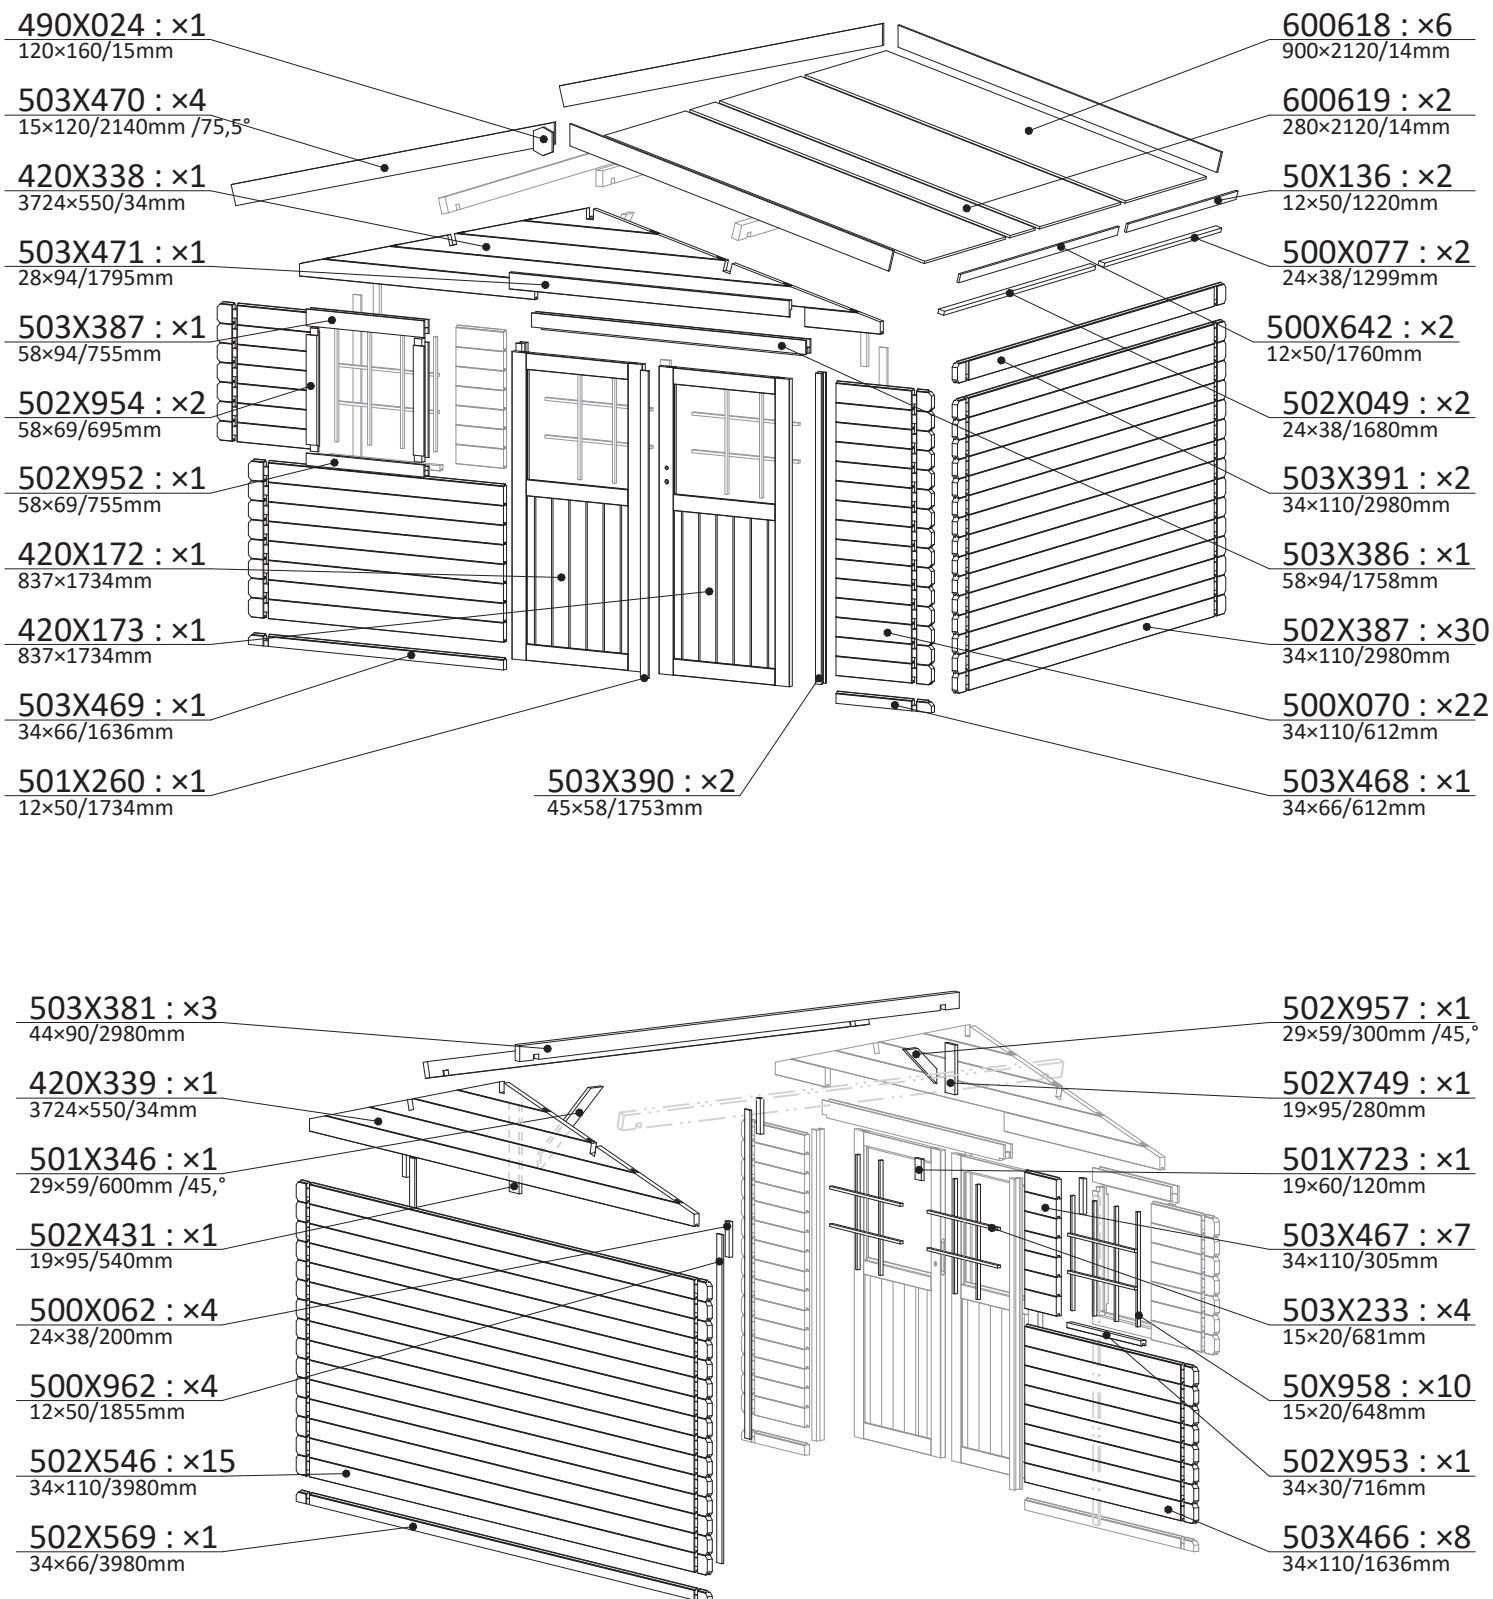 490X024 : ×1
120×160/15mm
503X470 : ×4
15×120/2140mm /75,5°
420X338 : ×1
3724×550/34mm
503X471 : ×1
28×94/1795mm
503X387 : ×1
58×94/755mm
502X954 : ×2
58×69/695mm
502X952 : ×1
58×69/755mm
420X172 : ×1
837×1734mm
420X173 : ×1
837×1734mm
503X469 : ×1
34×66/1636mm
501X260 : ×1
12×50/1734mm
503X390 : ×2
45×58/1753mm
600618 : ×6
900×2120/14mm
600619 : ×2
280×2120/14mm
50X136 : ×2
12×50/1220mm
500X077 : ×2
24×38/1299mm
500X642 : ×2
12×50/1760mm
502X049 : ×2
24×38/1680mm
503X391 : ×2
34×110/2980mm
503X386 : ×1
58×94/1758mm
502X387 : ×30
34×110/2980mm
500X070 : ×22
34×110/612mm
503X468 : ×1
34×66/612mm
503X381 : ×3
44×90/2980mm
420X339 : ×1
3724×550/34mm
501X346 : ×1
29×59/600mm /45,°
502X431 : ×1
19×95/540mm
500X062 : ×4
24×38/200mm
500X962 : ×4
12×50/1855mm
502X546 : ×15
34×110/3980mm
502X569 : ×1
34×66/3980mm
502X957 : ×1
29×59/300mm /45,°
502X749 : ×1
19×95/280mm
501X723 : ×1
19×60/120mm
503X467 : ×7
34×110/305mm
503X233 : ×4
15×20/681mm
50X958 : ×10
15×20/648mm
502X953 : ×1
34×30/716mm
503X466 : ×8
34×110/1636mm